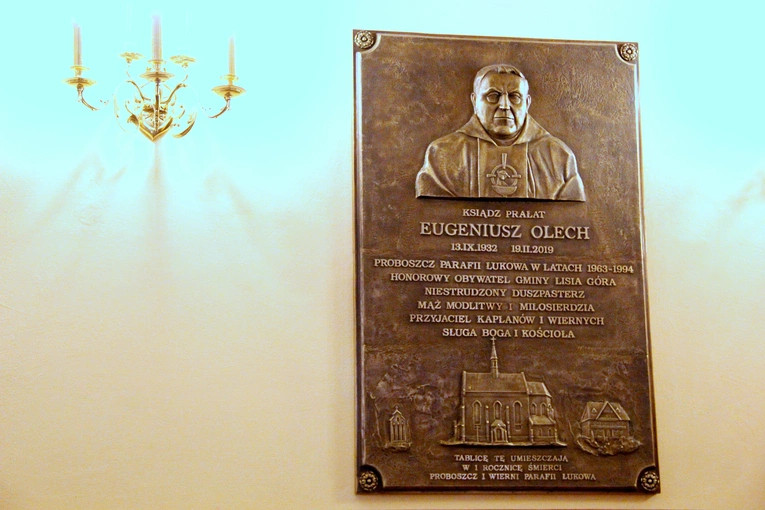 KSIĄDZ PRAŁAT
EUGENIUSZ OLECH
13.IX.1932 19.II.2019
PROBOSZCZ PARAFII ŁUKOWA W LATACH 1963-1994
HONOROWY OBYWATEL GMINY LISIA GÓRA
NIESTRUDZONY DUSZPASTERZ
MĄŻ MODLITWY I MIŁOSIERDZIA
PRZYJACIEL KAPŁANÓW I WIERNYCH
SŁUGA BOGA I KOŚCIOŁA
TABLICĘ TĘ UMIESZCZAJĄ
W 1 ROCZNICĘ ŚMIERCI
PROBOSZCZ I WIERNI PARAFII ŁUKOWA